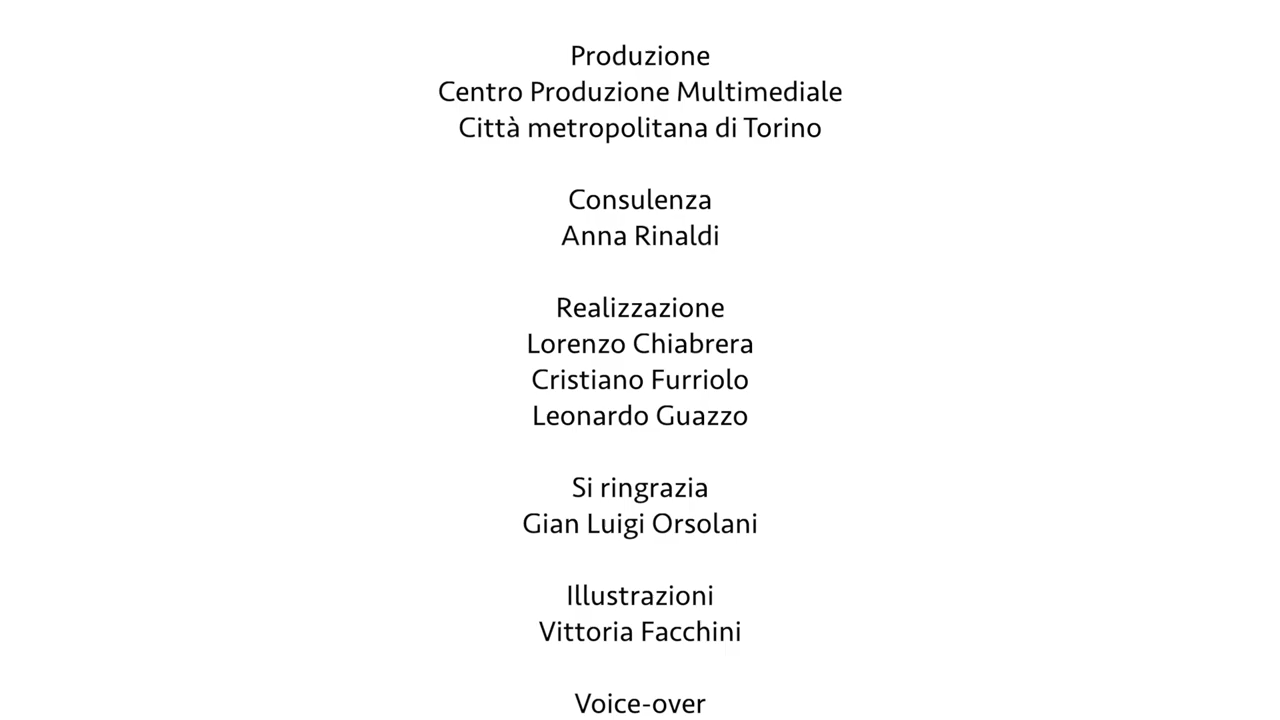 Produzione
Centro Produzione Multimediale
Città metropolitana di Torino
Consulenza
Anna Rinaldi
Realizzazione
Lorenzo Chiabrera
Cristiano Furriolo
Leonardo Guazzo
Si ringrazia
Gian Luigi Orsolani
Illustrazioni
Vittoria Facchini
Voice-over